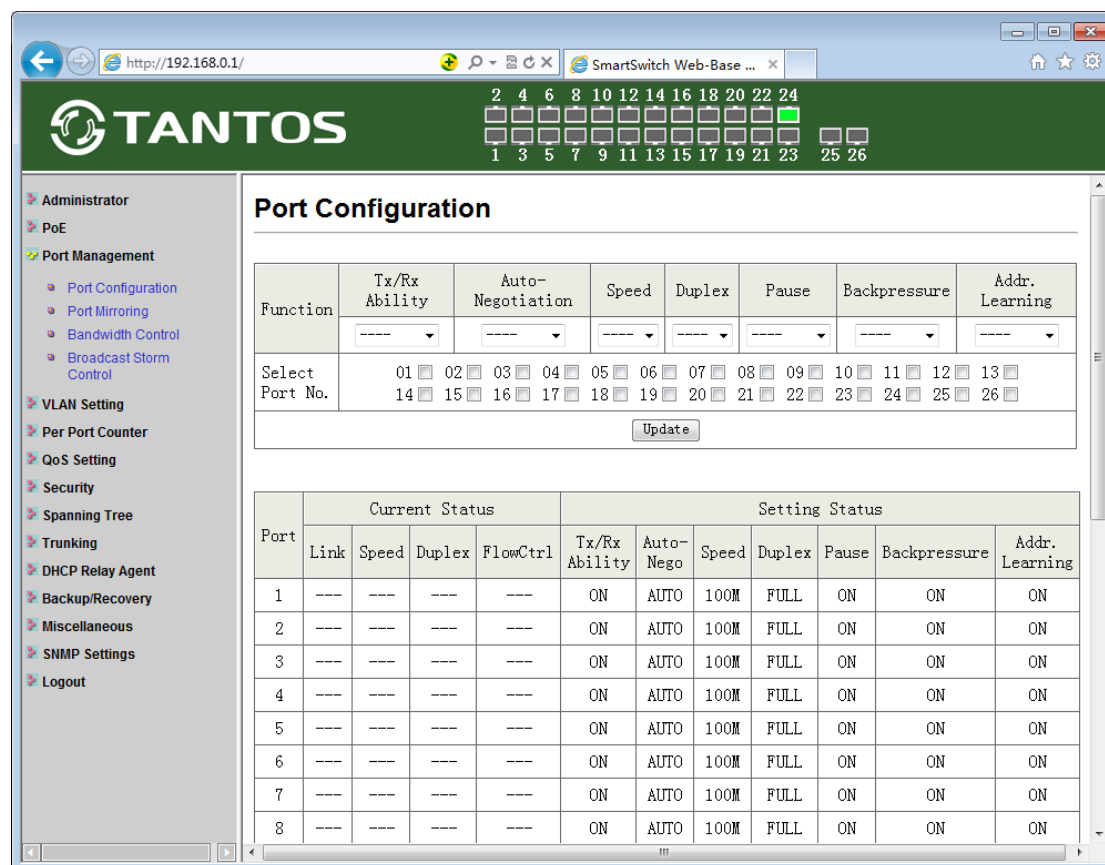 http://192.168.0.1/
SmartSwitch Web-Base ...
TANTOS
2 4 6 8 10 12 14 16 18 20 22 24
1 3 5 7 9 11 13 15 17 19 21 23 25 26
Administrator
PoE
Port Management
Port Configuration
Port Mirroring
Bandwidth Control
Broadcast Storm
Control
VLAN Setting
Per Port Counter
QoS Setting
Security
Spanning Tree
Trunking
DHCP Relay Agent
Backup/Recovery
Miscellaneous
SNMP Settings
Logout
Port Configuration
Function
Tx/Rx
Ability
Auto-
Negotiation
Speed
Duplex
Pause
Backpressure
Addr.
Learning
---- ---- ---- ---- ---- ---- ----
Select
Port No.
01 02 03 04 05 06 07 08 09 10 11 12 13
14 15 16 17 18 19 20 21 22 23 24 25 26
Update
Port
Current Status
Setting Status
Link Speed Duplex FlowCtrl
Tx/Rx
Ability
Auto-
Nego
Speed Duplex Pause Backpressure
Addr.
Learning
1 --- --- --- --- ON AUTO 100M FULL ON ON ON
2 --- --- --- --- ON AUTO 100M FULL ON ON ON
3 --- --- --- --- ON AUTO 100M FULL ON ON ON
4 --- --- --- --- ON AUTO 100M FULL ON ON ON
5 --- --- --- --- ON AUTO 100M FULL ON ON ON
6 --- --- --- --- ON AUTO 100M FULL ON ON ON
7 --- --- --- --- ON AUTO 100M FULL ON ON ON
8 --- --- --- --- ON AUTO 100M FULL ON ON ON